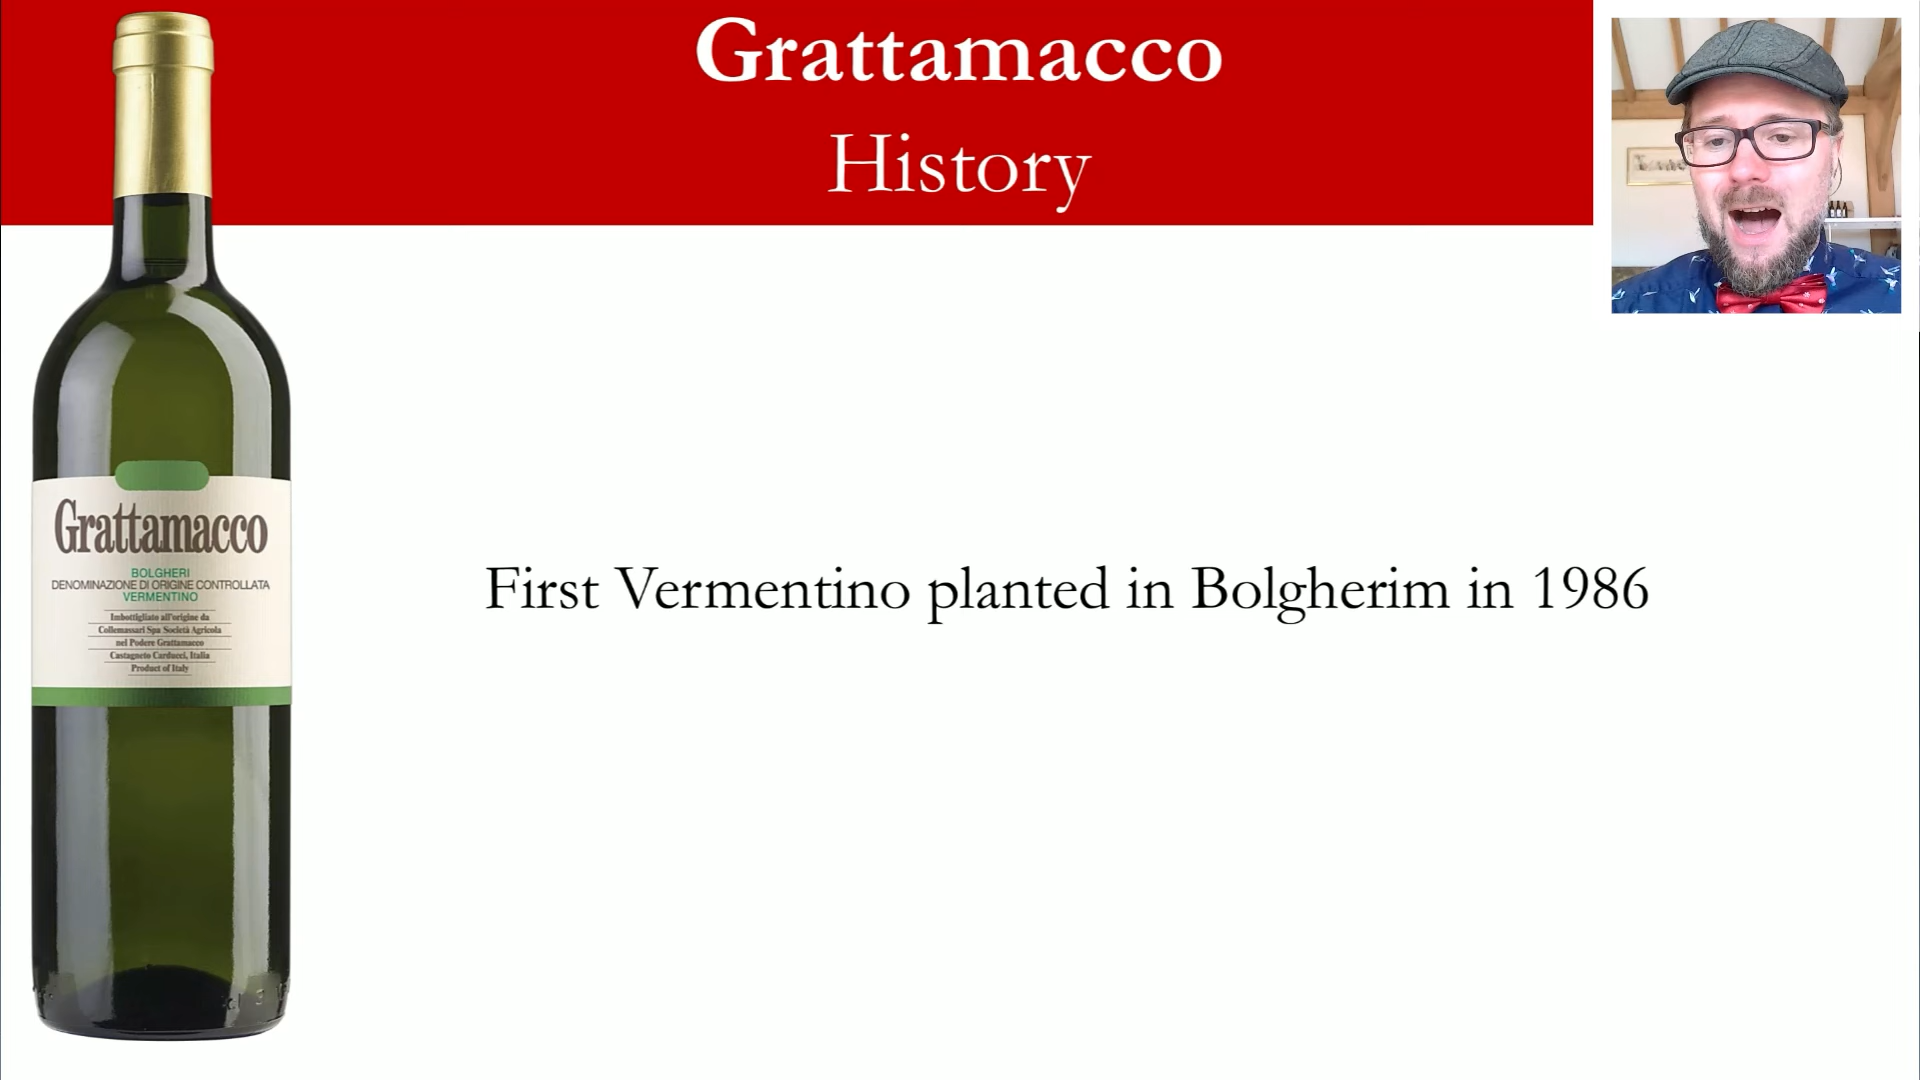 Grattamacco
History
Grattamacco
BOLGHERI
DENOMINAZIONE DI ORIGINE CONTROLLATA
VERMENTINO
Imbottigliato all'origine da
Collemassari Spa Società Agricola
nel Podere Grattamacco
Castagneto Carducci, Italia
Product of Italy
First Vermentino planted in Bolgherim in 1986